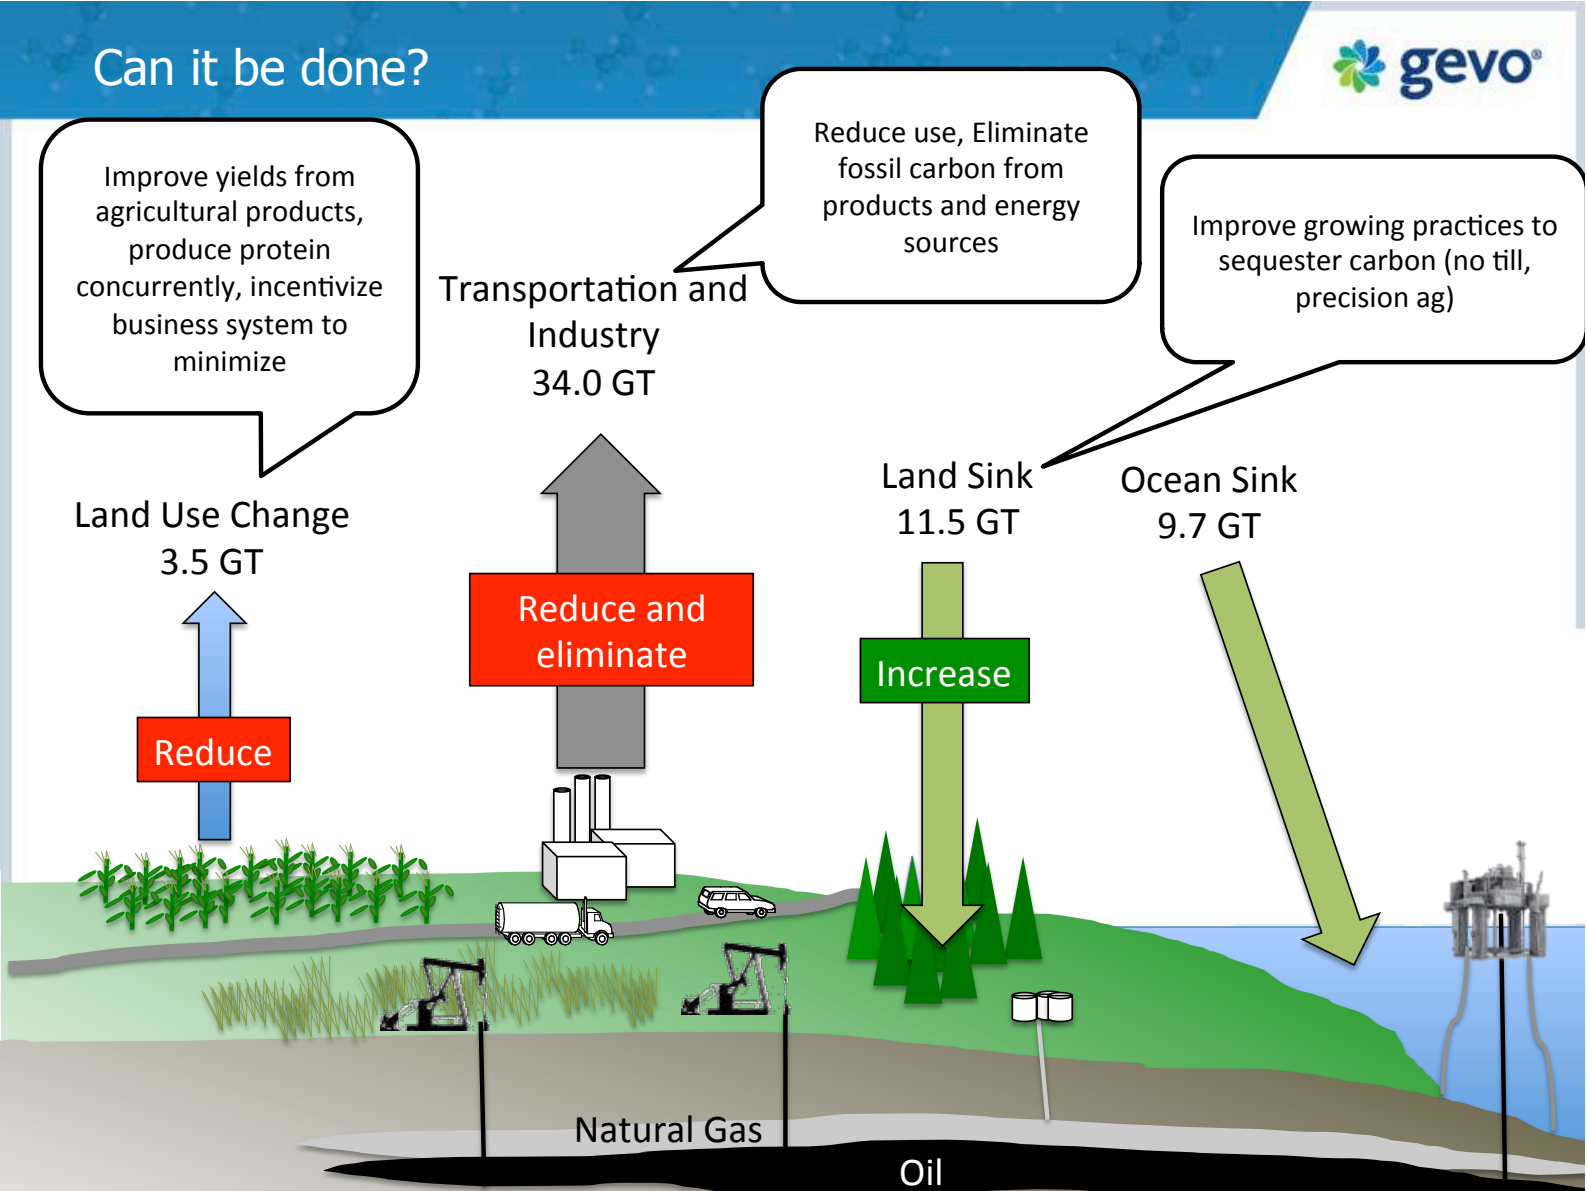 Can it be done?
gevo®
Improve yields from
agricultural products,
produce protein
concurrently, incentivize
business system to
minimize
Reduce use, Eliminate
fossil carbon from
products and energy
sources
Improve growing practices to
sequester carbon (no till,
precision ag)
Transportation and
Industry
34.0 GT
Land Use Change
3.5 GT
Land Sink
11.5 GT
Ocean Sink
9.7 GT
Reduce
Reduce and
eliminate
Increase
Natural Gas
Oil